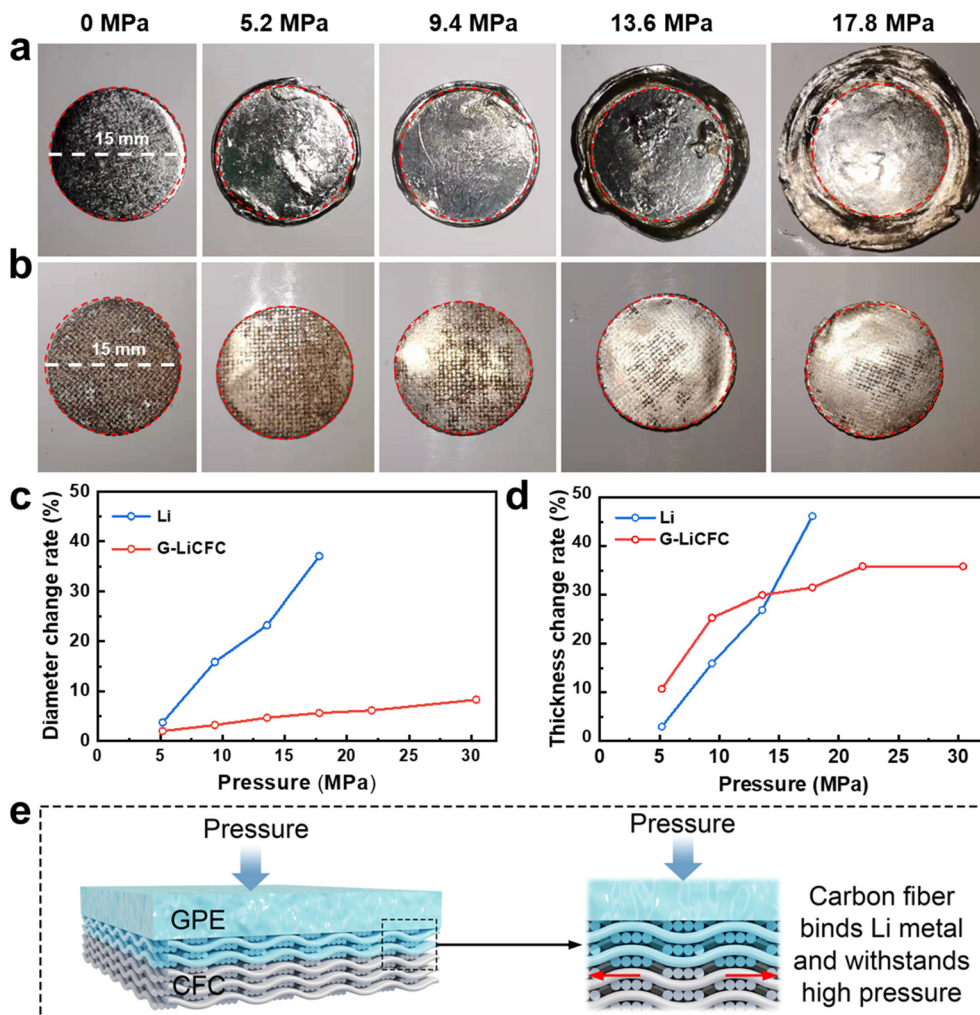 0 MPa 5.2 MPa 9.4 MPa 13.6 MPa 17.8 MPa
a
15 mm
b
15 mm
c
Diameter change rate (%)
50
40
30
20
10
0
Li
G-LiCFC
0 5 10 15 20 25 30
Pressure (MPa)
d
Thickness change rate (%)
50
40
30
20
10
0
Li
G-LiCFC
0 5 10 15 20 25 30
Pressure (MPa)
e
Pressure
GPE
CFC
Pressure
Carbon fiber
binds Li metal
and withstands
high pressure